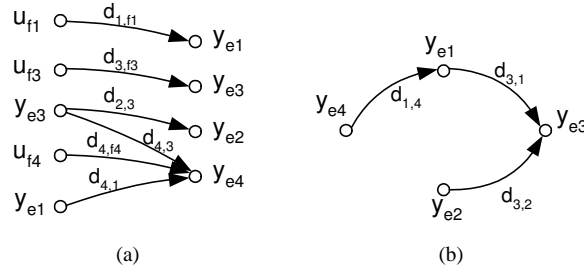 u_f1 d_1,f1 y_e1
u_f3 d_3,f3 y_e3
y_e3 d_2,3 y_e2
d_4,3
u_f4 d_4,f4 y_e4
y_e1 d_4,1
(a)
y_e1
y_e4 d_1,4 d_3,1 y_e3
y_e2 d_3,2
(b)